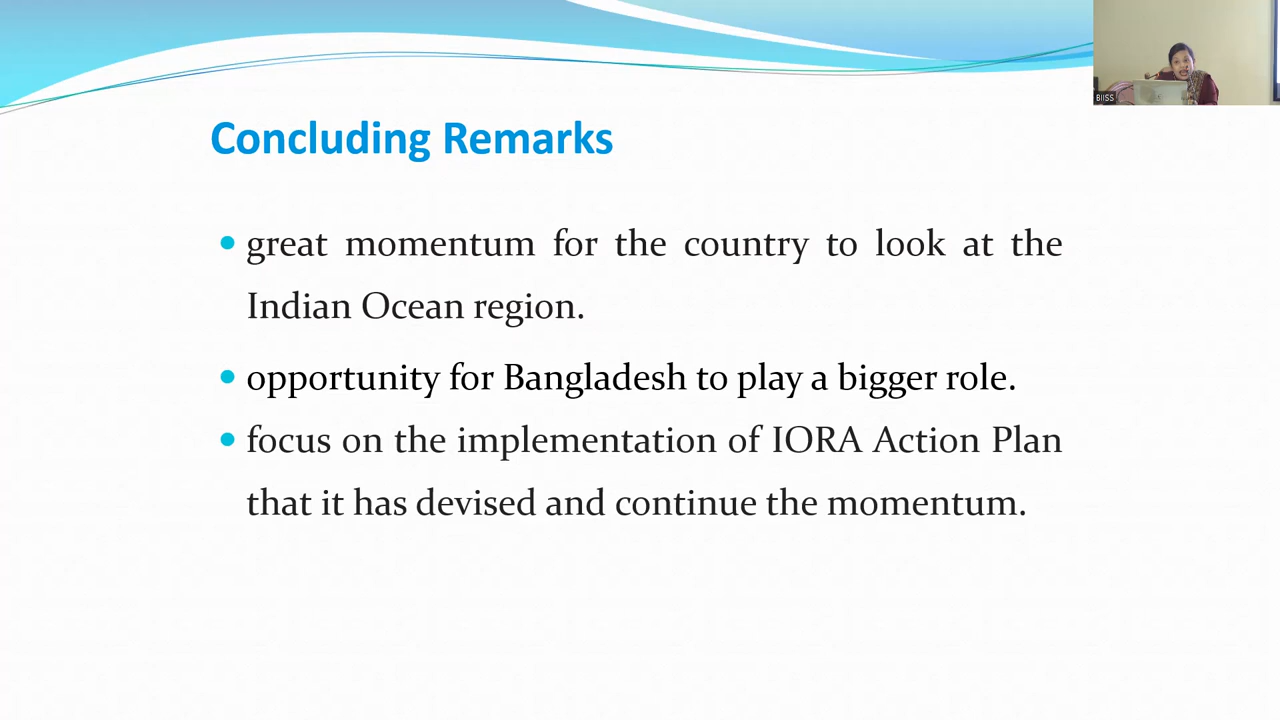 BIISS
Concluding Remarks
great momentum for the country to look at the
Indian Ocean region.
opportunity for Bangladesh to play a bigger role.
focus on the implementation of IORA Action Plan
that it has devised and continue the momentum.